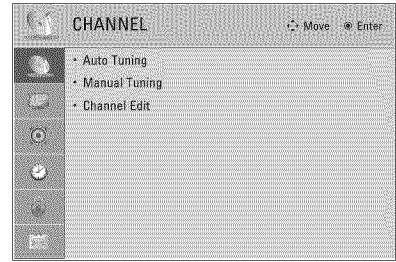 CHANNEL
Move Enter
• Auto Tuning
• Manual Tuning
• Channel Edit